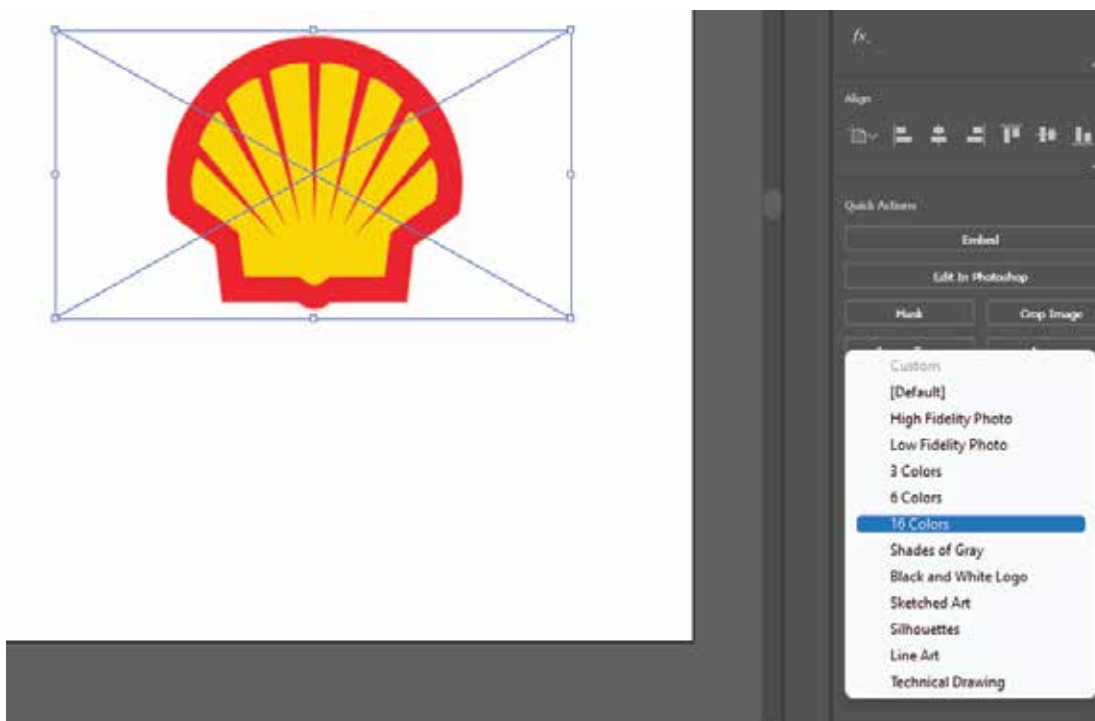 fx.
Align
Quick Actions
Embed
Edit In Photoshop
Mask Crop Image
Custom
[Default]
High Fidelity Photo
Low Fidelity Photo
3 Colors
6 Colors
16 Colors
Shades of Gray
Black and White Logo
Sketched Art
Silhouettes
Line Art
Technical Drawing